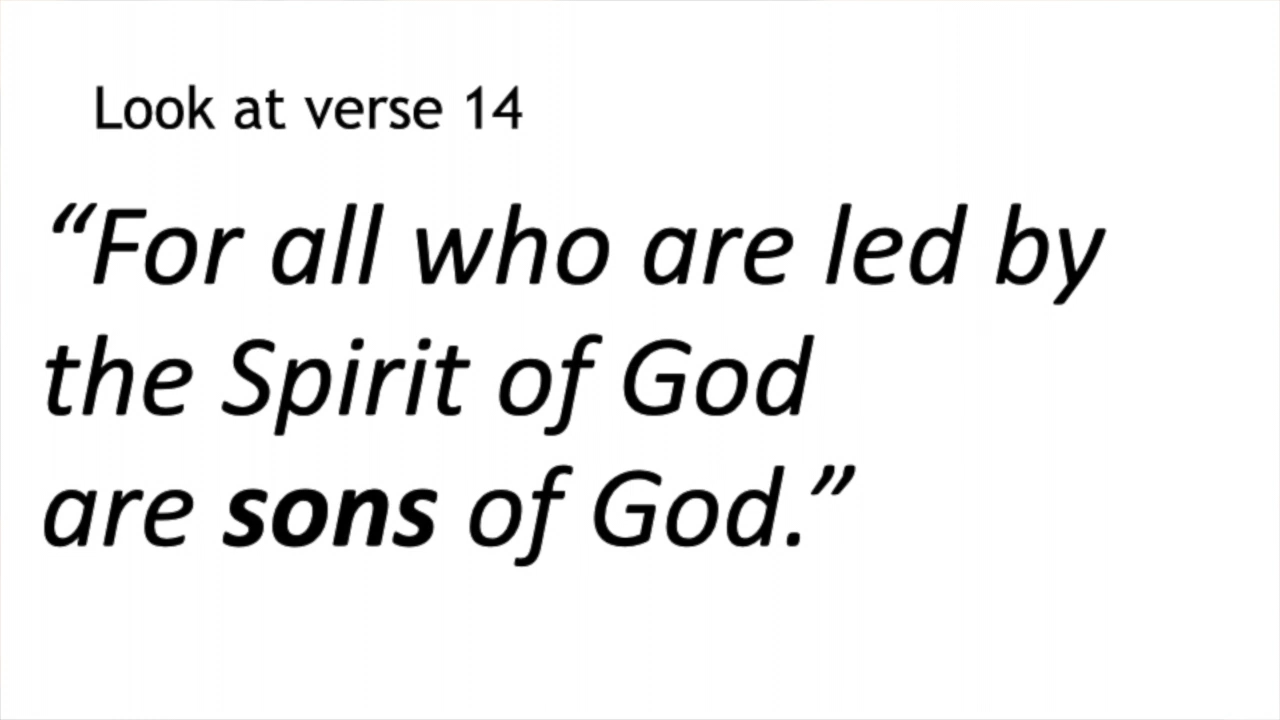 Look at verse 14
“For all who are led by
the Spirit of God
are sons of God.”